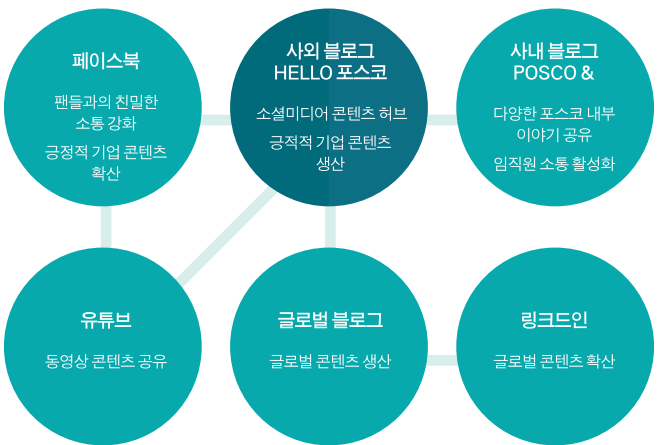 페이스북
팬들과의 친밀한
소통 강화
긍정적 기업 콘텐츠
확산
사외 블로그
HELLO 포스코
소셜미디어 콘텐츠 허브
긍적적 기업 콘텐츠
생산
사내 블로그
POSCO &
다양한 포스코 내부
이야기 공유
임직원 소통 활성화
유튜브
동영상 콘텐츠 공유
글로벌 블로그
글로벌 콘텐츠 생산
링크드인
글로벌 콘텐츠 확산